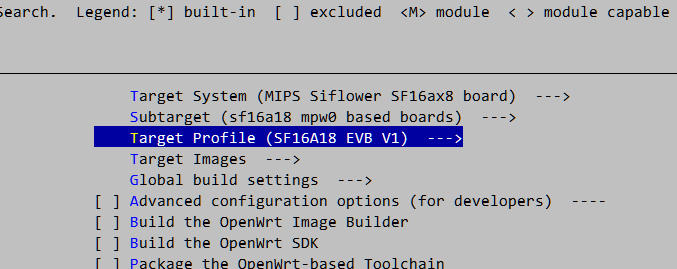 Search.  Legend: [*] built-in  [ ] excluded  <M> module  < > module capable
Target System (MIPS Siflower SF16ax8 board)  --->
Subtarget (sf16a18 mpw0 based boards)  --->
Target Profile (SF16A18 EVB V1)  --->
Target Images  --->
Global build settings  --->
[ ] Advanced configuration options (for developers)  ----
[ ] Build the OpenWrt Image Builder
[ ] Build the OpenWrt SDK
[ ] Package the OpenWrt-based Toolchain